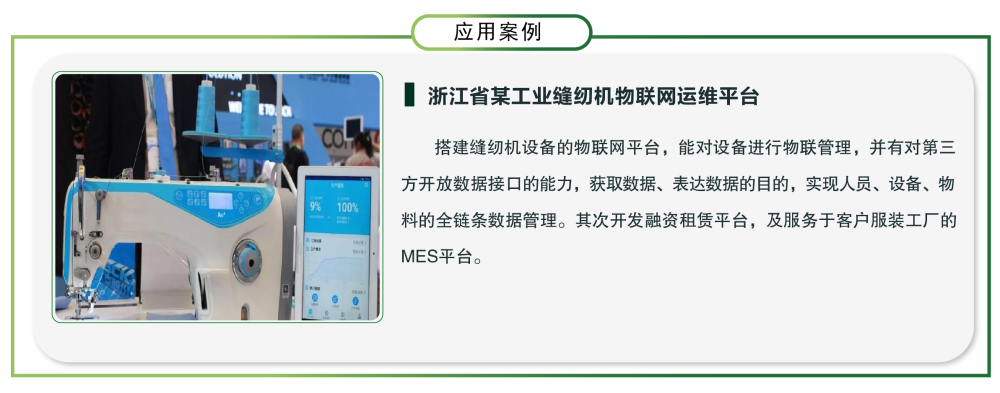 应用案例
浙江省某工业缝纫机物联网运维平台
搭建缝纫机设备的物联网平台，能对设备进行物联管理，并有对第三
方开放数据接口的能力，获取数据、表达数据的目的，实现人员、设备、物
料的全链条数据管理。其次开发融资租赁平台，及服务于客户服装工厂的
MES平台。
9%
100%